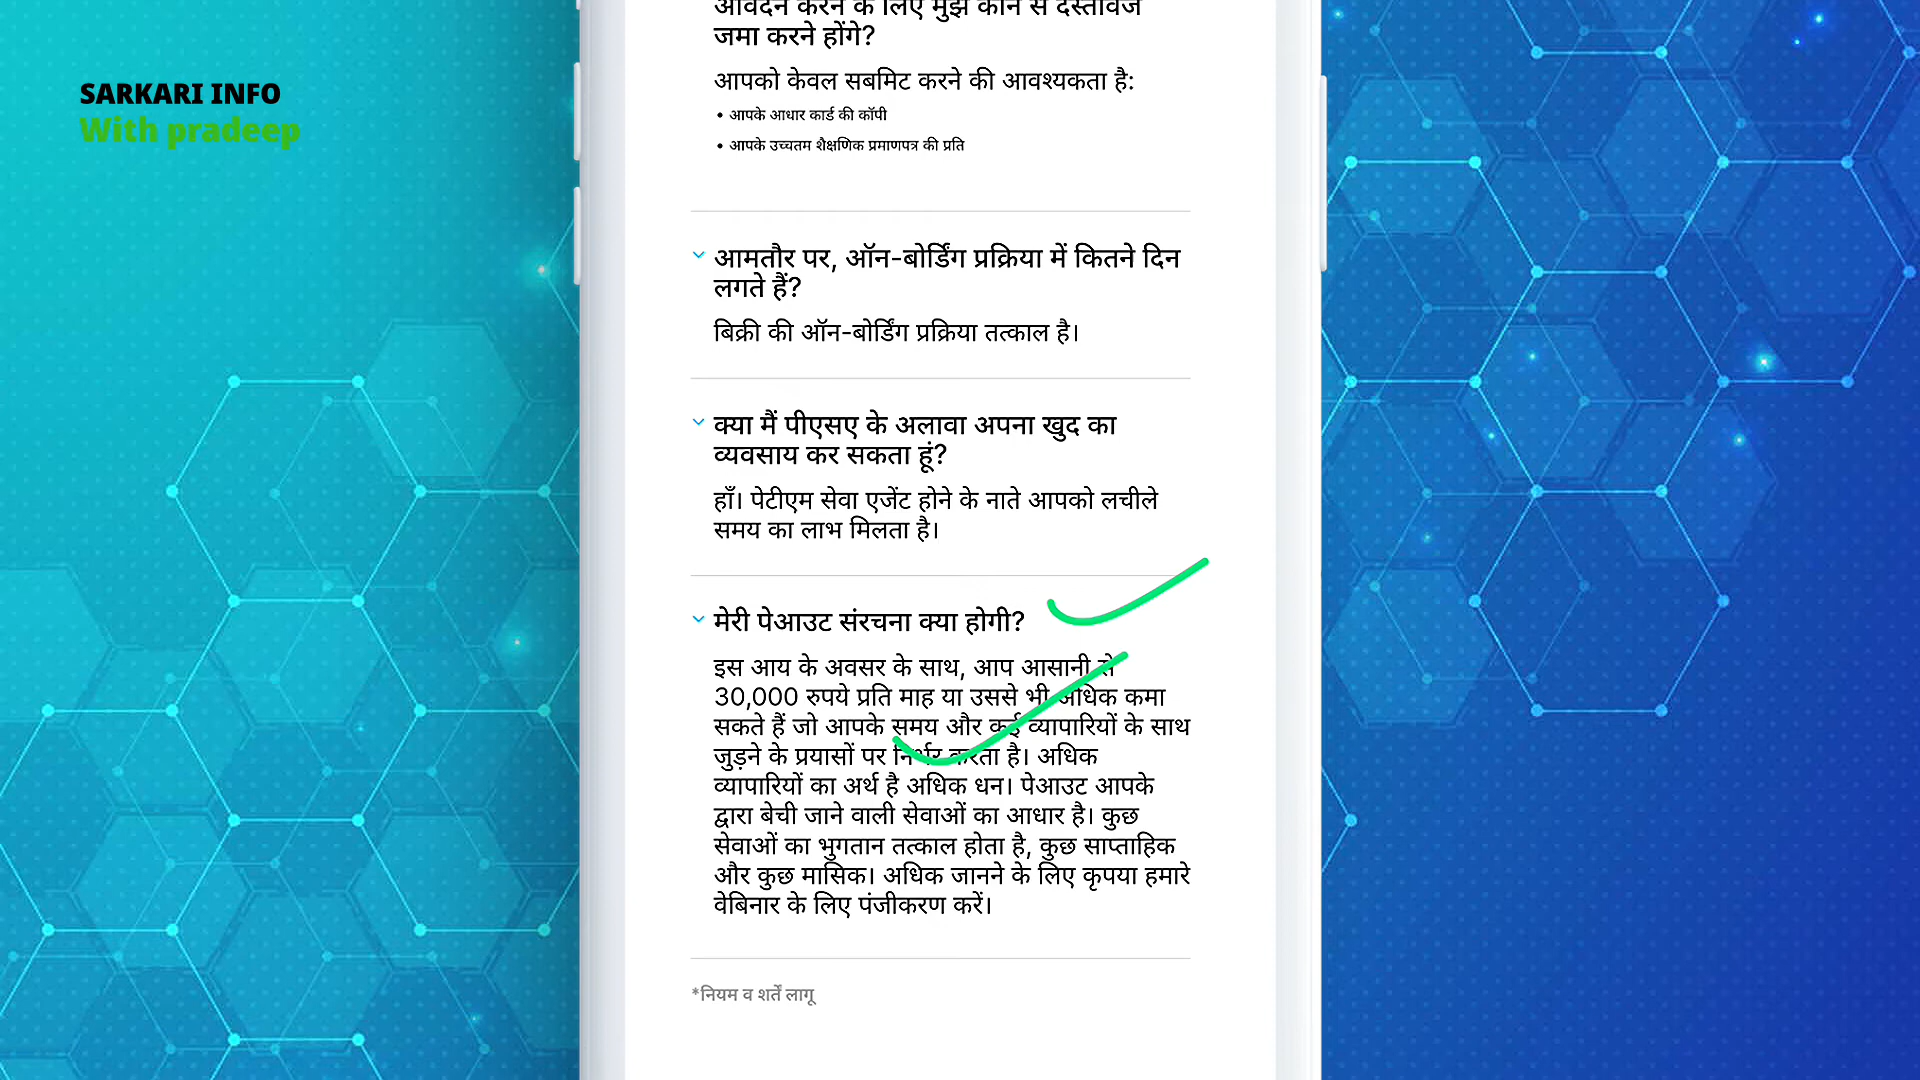 SARKARI INFO
With pradeep
आवेदन करने के लिए मुझे कौन से दस्तावेज
जमा करने होंगे?
आपको केवल सबमिट करने की आवश्यकता है:
• आपके आधार कार्ड की कॉपी
• आपके उच्चतम शैक्षणिक प्रमाणपत्र की प्रति
आमतौर पर, ऑन-बोर्डिंग प्रक्रिया में कितने दिन
लगते हैं?
बिक्री की ऑन-बोर्डिंग प्रक्रिया तत्काल है।
क्या मैं पीएसए के अलावा अपना खुद का
व्यवसाय कर सकता हूं?
हाँ। पेटीएम सेवा एजेंट होने के नाते आपको लचीले
समय का लाभ मिलता है।
मेरी पेआउट संरचना क्या होगी?
इस आय के अवसर के साथ, आप आसानी से
30,000 रुपये प्रति माह या उससे भी अधिक कमा
सकते हैं जो आपके समय और कई व्यापारियों के साथ
जुड़ने के प्रयासों पर निर्भर करता है। अधिक
व्यापारियों का अर्थ है अधिक धन। पेआउट आपके
द्वारा बेची जाने वाली सेवाओं का आधार है। कुछ
सेवाओं का भुगतान तत्काल होता है, कुछ साप्ताहिक
और कुछ मासिक। अधिक जानने के लिए कृपया हमारे
वेबिनार के लिए पंजीकरण करें।
*नियम व शर्तें लागू